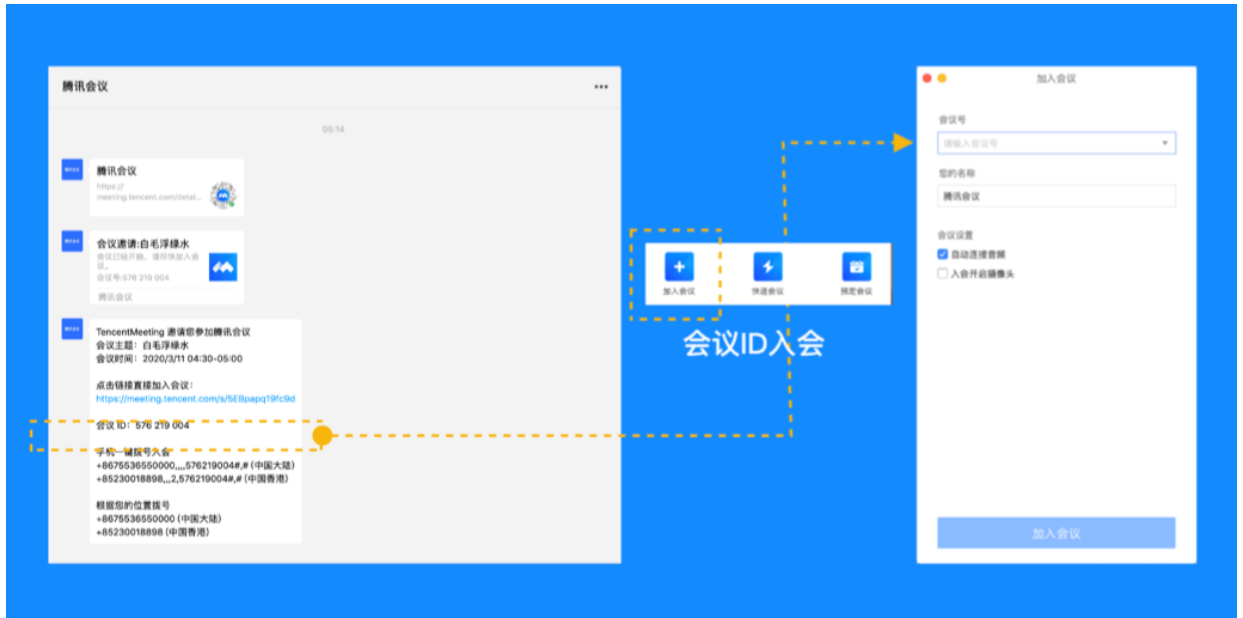 腾讯会议
05/14
腾讯会议
https://
meeting.tencent.com/detai...
会议邀请:白毛浮绿水
会议已经开始，请尽快加入会
议。
会议号:576 219 004
腾讯会议
TencentMeeting 邀请您参加腾讯会议
会议主题：白毛浮绿水
会议时间：2020/3/11 04:30-05:00
点击链接直接加入会议：
https://meeting.tencent.com/s/5EBpapq19fc9d
会议 ID：576 219 004
手机一键拨号入会
+8675536550000,,,,576219004#,# (中国大陆)
+85230018898,,,2,576219004#,# (中国香港)
根据您的位置拨号
+8675536550000 (中国大陆)
+85230018898 (中国香港)
加入会议
快速会议
预定会议
会议ID入会
加入会议
会议号
请输入会议号
您的名称
腾讯会议
会议设置
自动连接音频
入会开启摄像头
加入会议